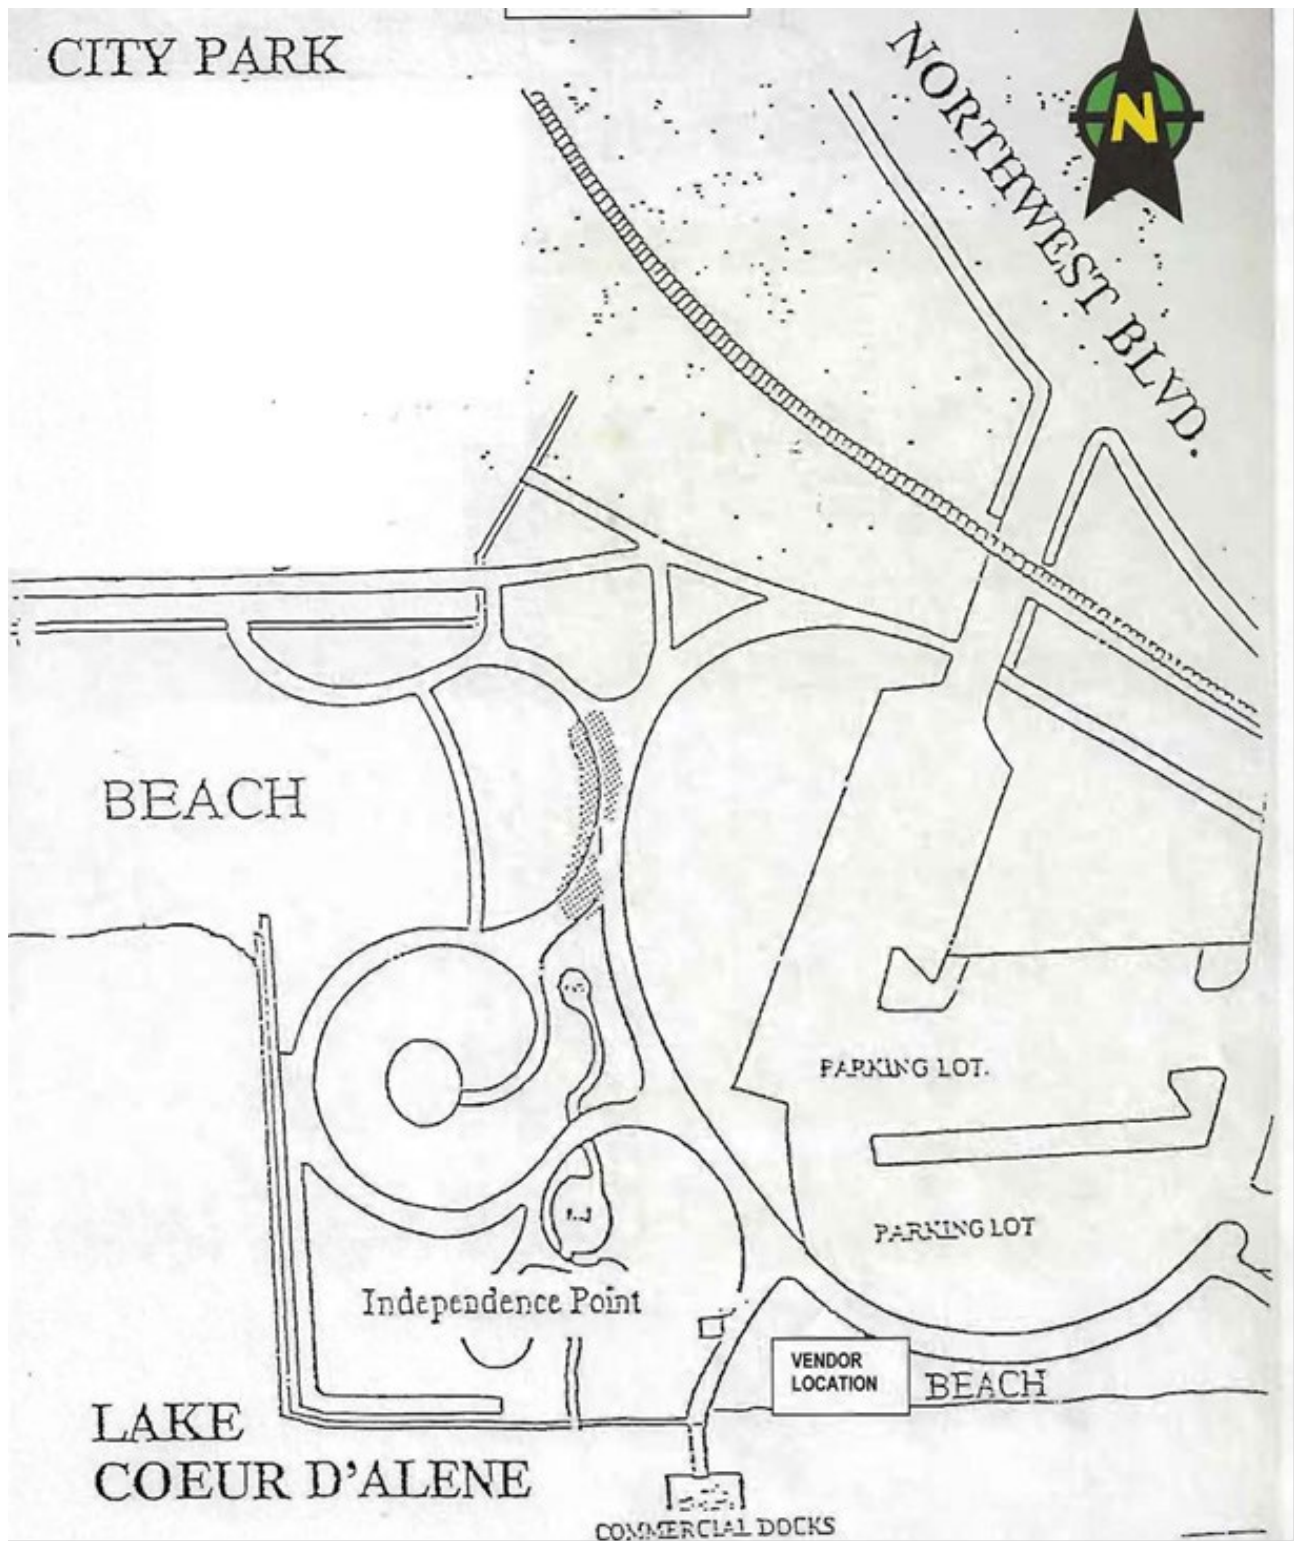 CITY PARK
NORTHWEST BLVD.
N
BEACH
PARKING LOT.
PARKING LOT
Independence Point
VENDOR
LOCATION
BEACH
LAKE
COEUR D'ALENE
COMMERCIAL DOCKS